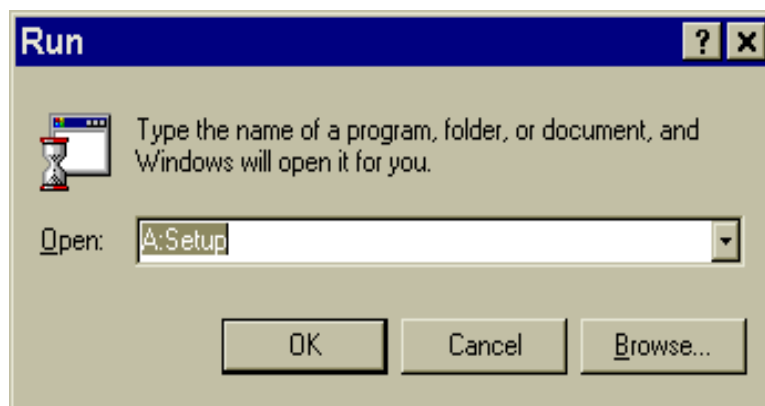 Run
Type the name of a program, folder, or document, and
Windows will open it for you.
Open: A:Setup
OK Cancel Browse...